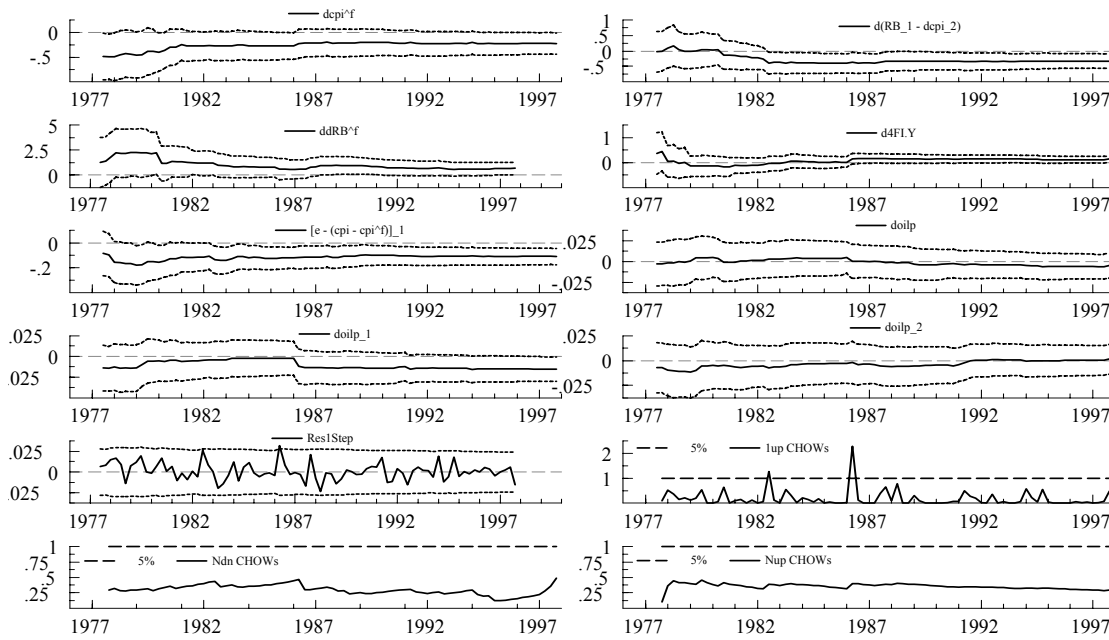 dcpi^f
0
-.5
1977 1982 1987 1992 1997
d(RB_1 - dcpi_2)
1
.5
0
-.5
1977 1982 1987 1992 1997
ddRB^f
5
2.5
0
1977 1982 1987 1992 1997
d4FI.Y
1
0
1977 1982 1987 1992 1997
[e - (cpi - cpi^f)]_1
0
-.2
1977 1982 1987 1992 1997
doilp
.025
0
-.025
1977 1982 1987 1992 1997
doilp_1
.025
0
.025
1977 1982 1987 1992 1997
doilp_2
.025
0
-.025
1977 1982 1987 1992 1997
Res1Step
.025
0
.025
1977 1982 1987 1992 1997
5% 1up CHOWs
2
1
1977 1982 1987 1992 1997
1
.75
.5
.25
5% Ndn CHOWs
1977 1982 1987 1992 1997
1
.75
.5
.25
5% Nup CHOWs
1977 1982 1987 1992 1997